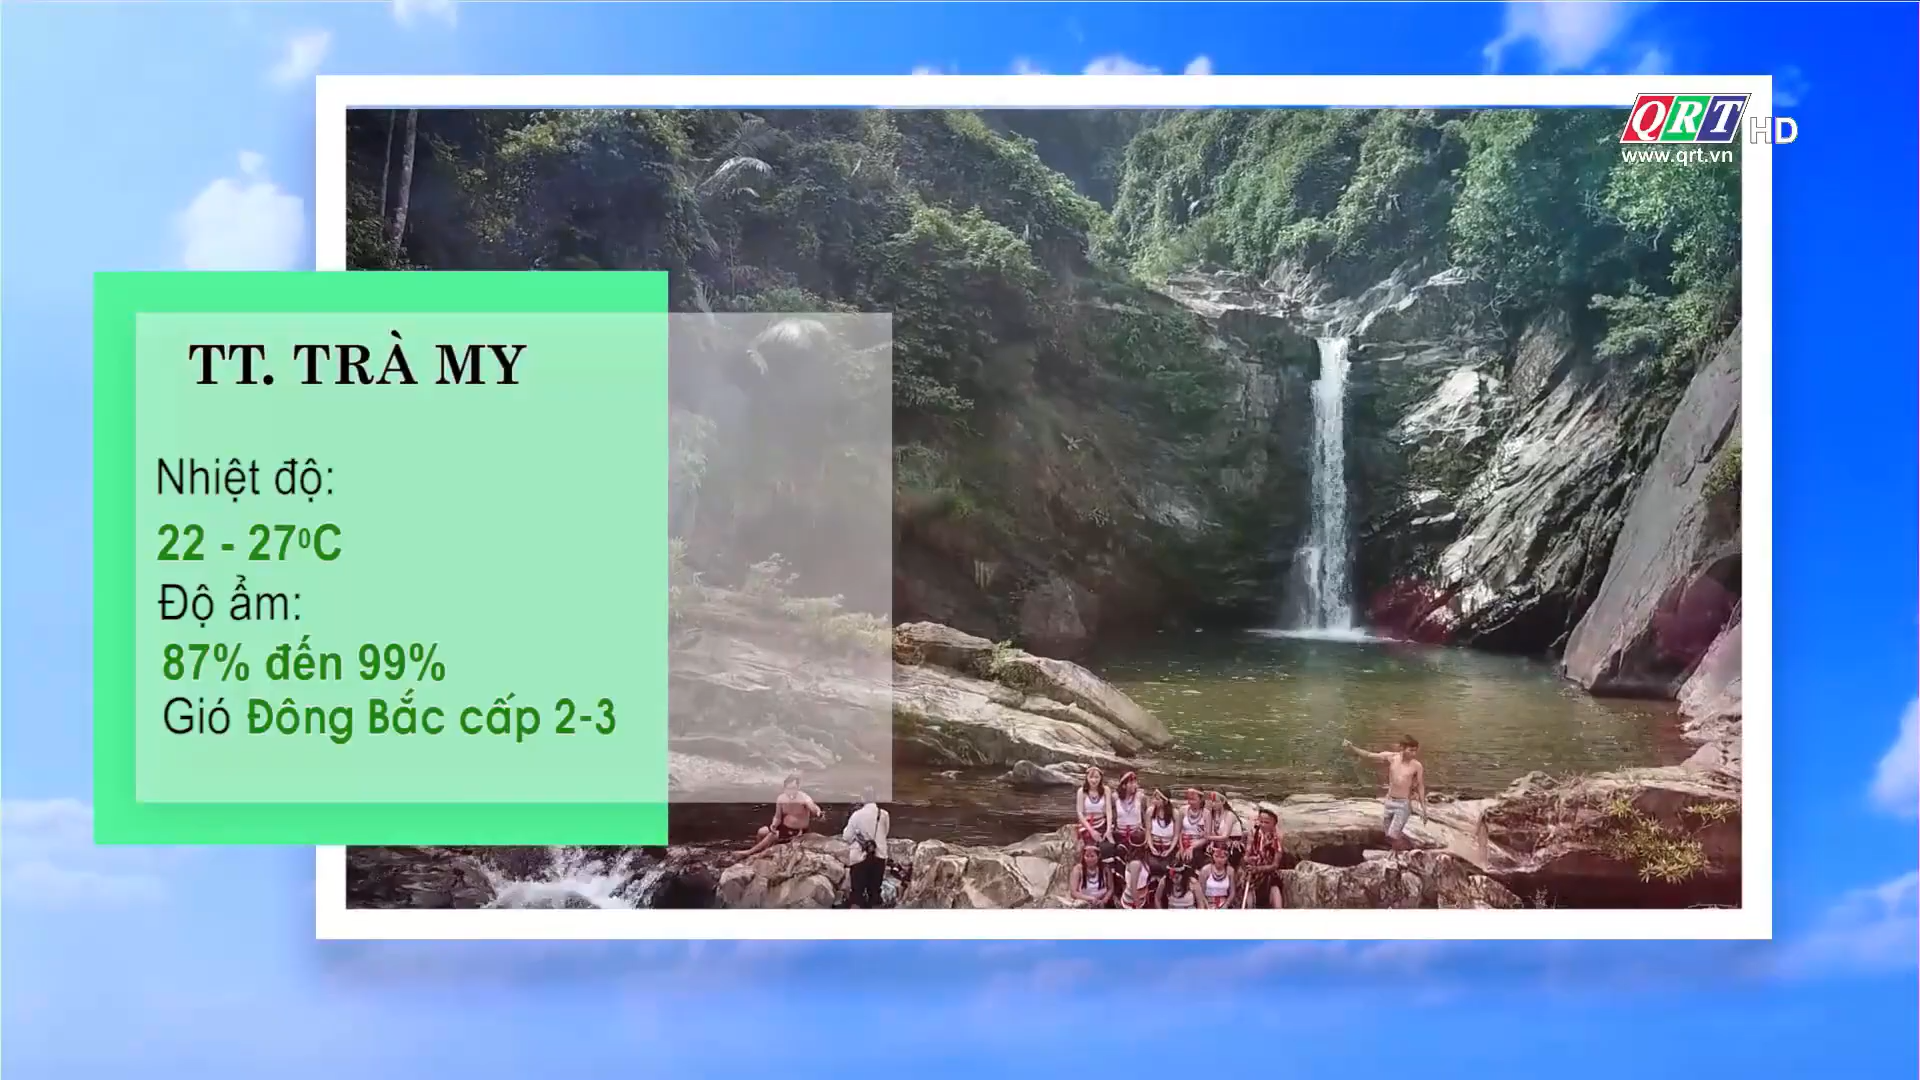 QRT HD
www.qrt.vn
TT. TRÀ MY
Nhiệt độ:
22 - 27⁰C
Độ ẩm:
87% đến 99%
Gió Đông Bắc cấp 2-3